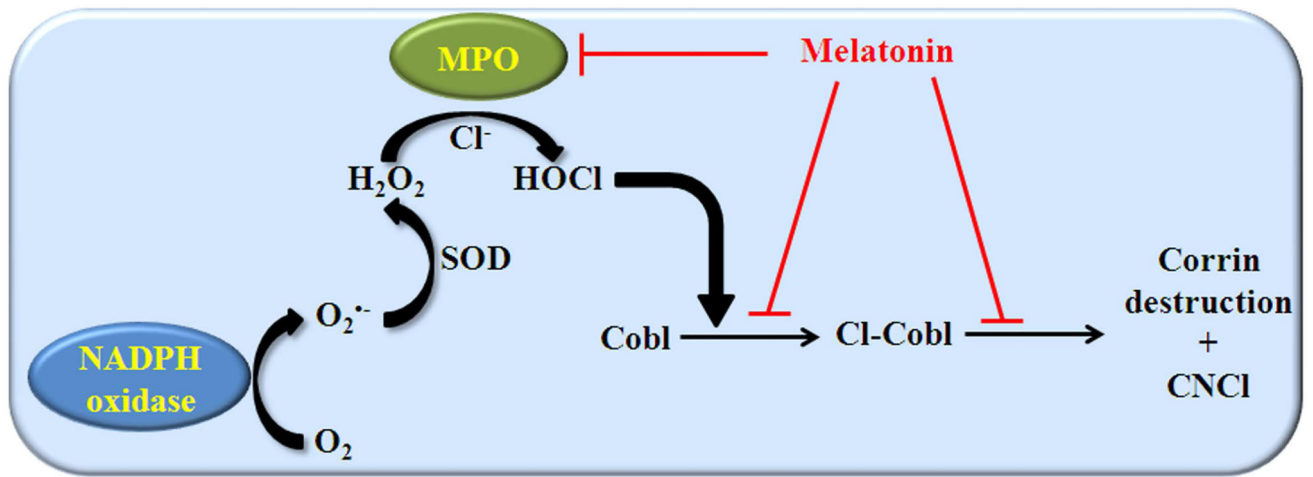 MPO
Melatonin
Cl⁻
H₂O₂
HOCl
SOD
O₂•⁻
NADPH
oxidase
O₂
Cobl
Cl-Cobl
Corrin
destruction
+
CNCl